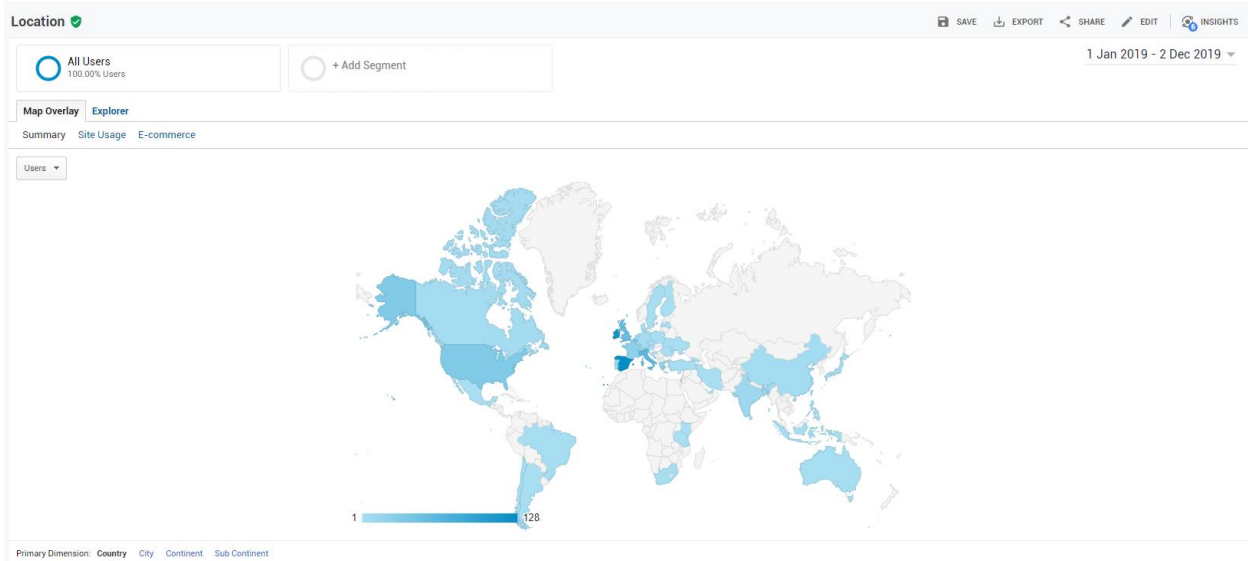 Location
SAVE EXPORT SHARE EDIT INSIGHTS
All Users
100.00% Users
+ Add Segment
1 Jan 2019 - 2 Dec 2019
Map Overlay Explorer
Summary Site Usage E-commerce
Users
1 128
Primary Dimension: Country City Continent Sub Continent